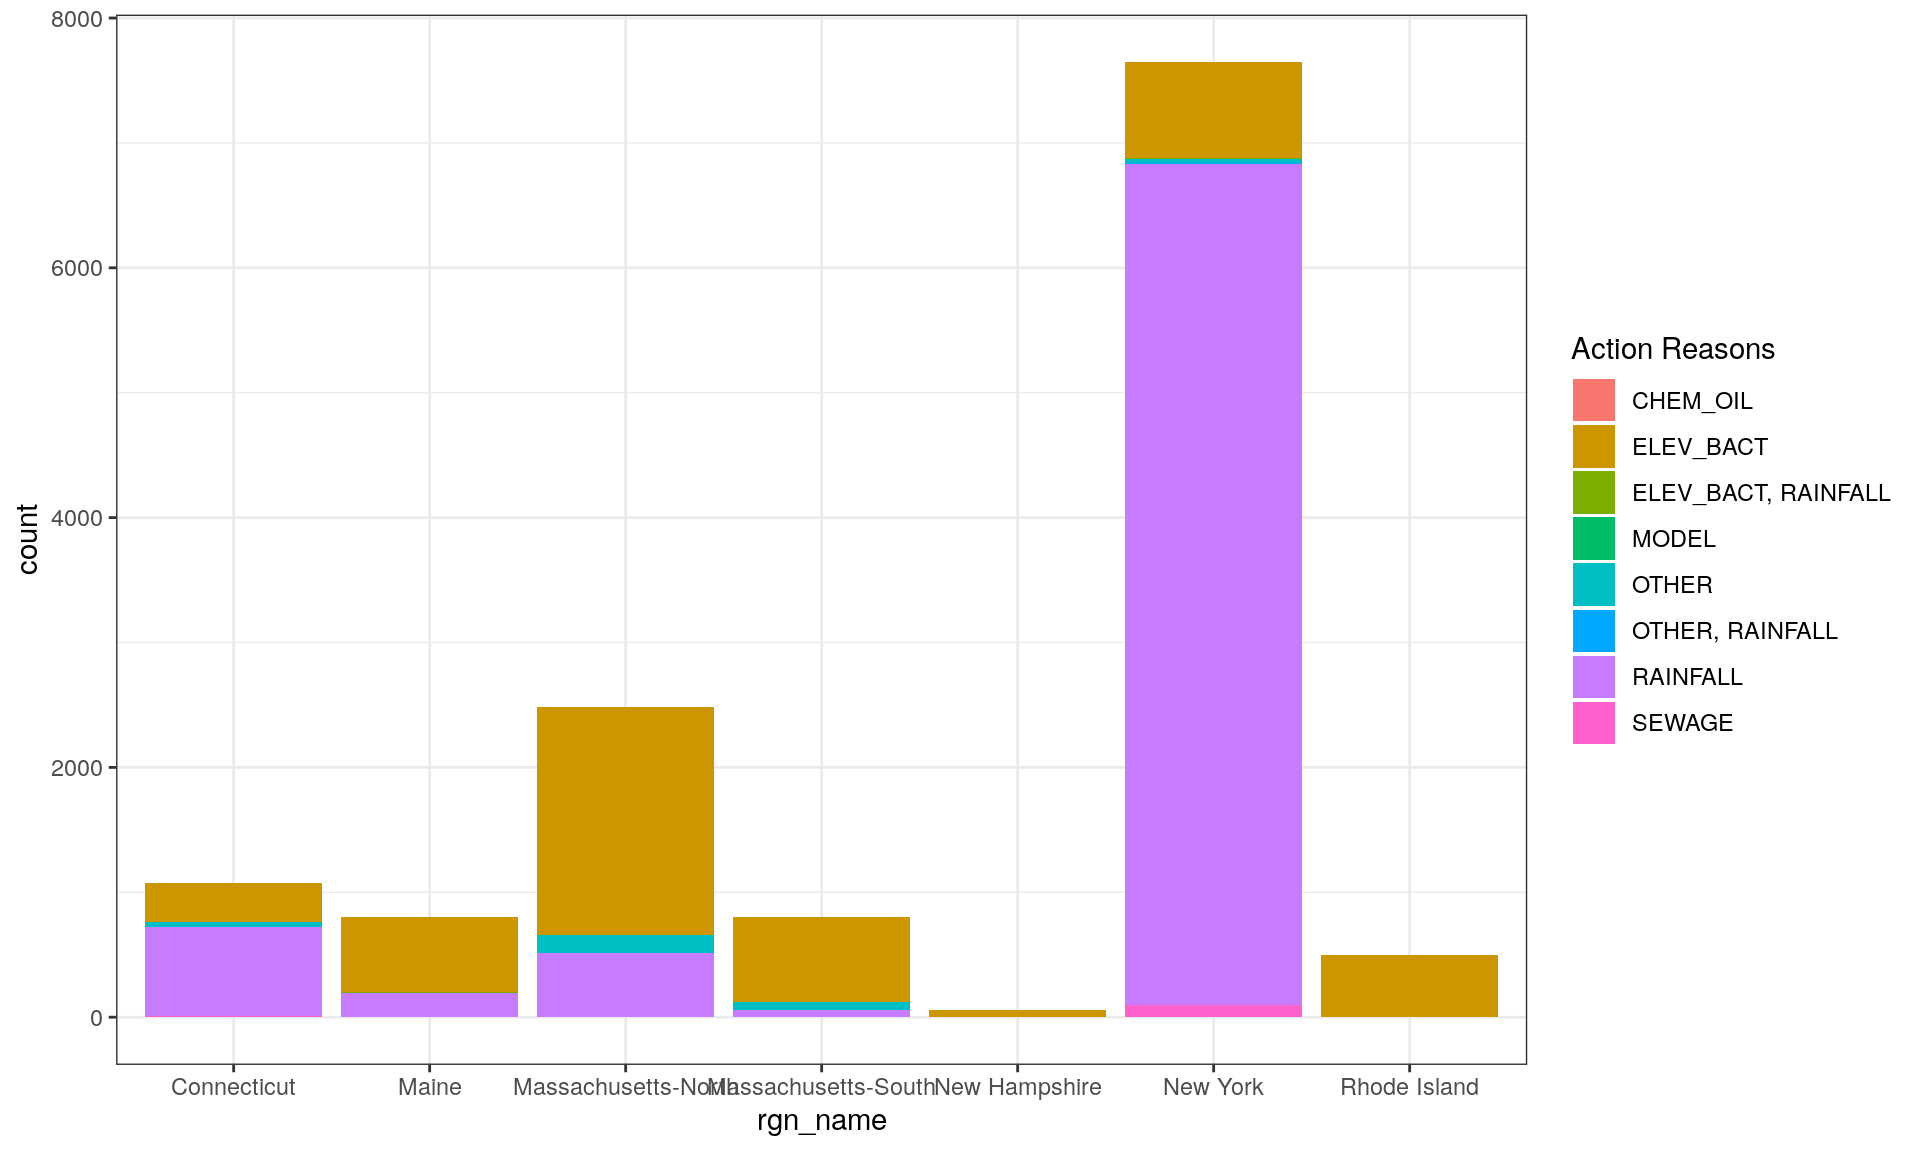 8000
6000
4000
2000
0
count
Connecticut
Maine
Massachusetts-North
Massachusetts-South
New Hampshire
New York
Rhode Island
rgn_name
Action Reasons
CHEM_OIL
ELEV_BACT
ELEV_BACT, RAINFALL
MODEL
OTHER
OTHER, RAINFALL
RAINFALL
SEWAGE